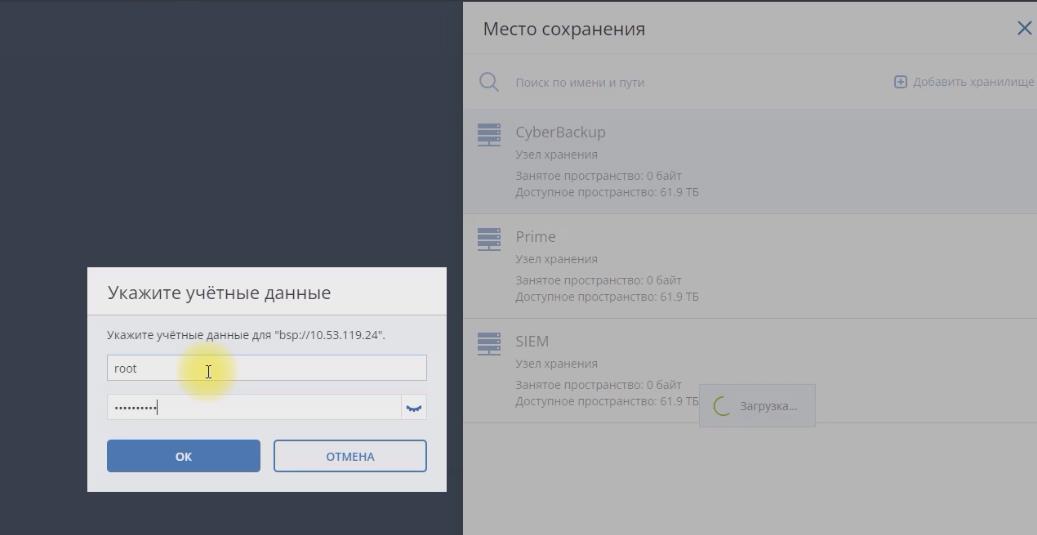 Место сохранения
Поиск по имени и пути
Добавить хранилище
CyberBackup
Узел хранения
Занятое пространство: 0 байт
Доступное пространство: 61.9 ТБ
Prime
Узел хранения
Занятое пространство: 0 байт
Доступное пространство: 61.9 ТБ
SIEM
Узел хранения
Занятое пространство: 0 байт
Доступное пространство: 61.9 ТБ
Загрузка...
Укажите учётные данные
Укажите учётные данные для "bsp://10.53.119.24".
root
••••••••••
ОК
ОТМЕНА